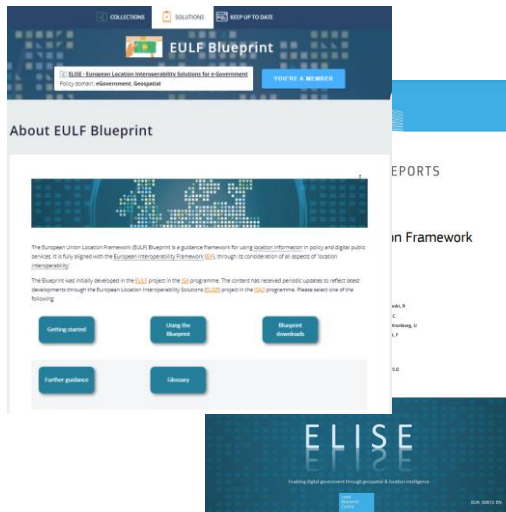 COLLECTIONS
SOLUTIONS
KEEP UP TO DATE
EULF Blueprint
ELISE - European Location Interoperability Solutions for e-Government
Policy domain: eGovernment, Geospatial
YOU'RE A MEMBER
About EULF Blueprint
The European Union Location Framework (EULF) Blueprint is a guidance framework for using location information in policy and digital public
services. It is fully aligned with the European Interoperability Framework (EIF), through its consideration of all aspects of location
interoperability.
The Blueprint was initially developed in the EULF project in the ISA programme. The content has received periodic updates to reflect latest
developments through the European Location Interoperability Solutions (ELISE) project in the ISA2 programme. Please select one of the
following:
Getting started
Using the
Blueprint
Blueprint
downloads
Further guidance
Glossary
EPORTS
n Framework
5.0
ELISE
Enabling digital government through geospatial & location intelligence
Joint
Research
Centre